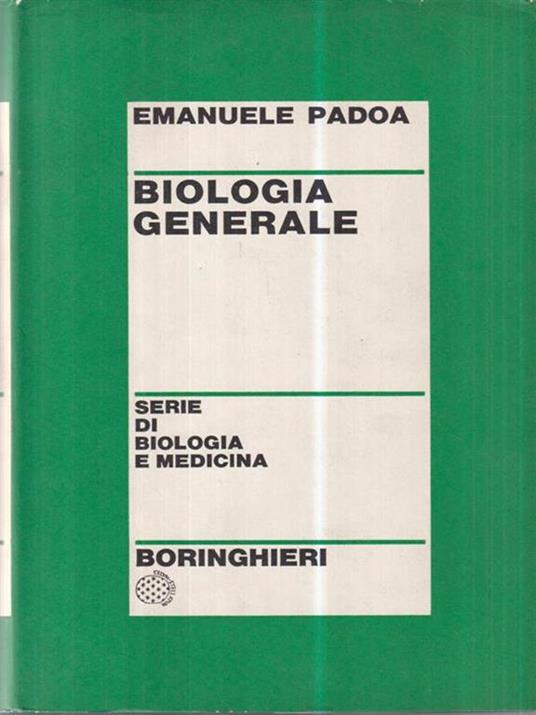 EMANUELE PADOA
BIOLOGIA
GENERALE
SERIE
DI
BIOLOGIA
E MEDICINA
BORINGHIERI